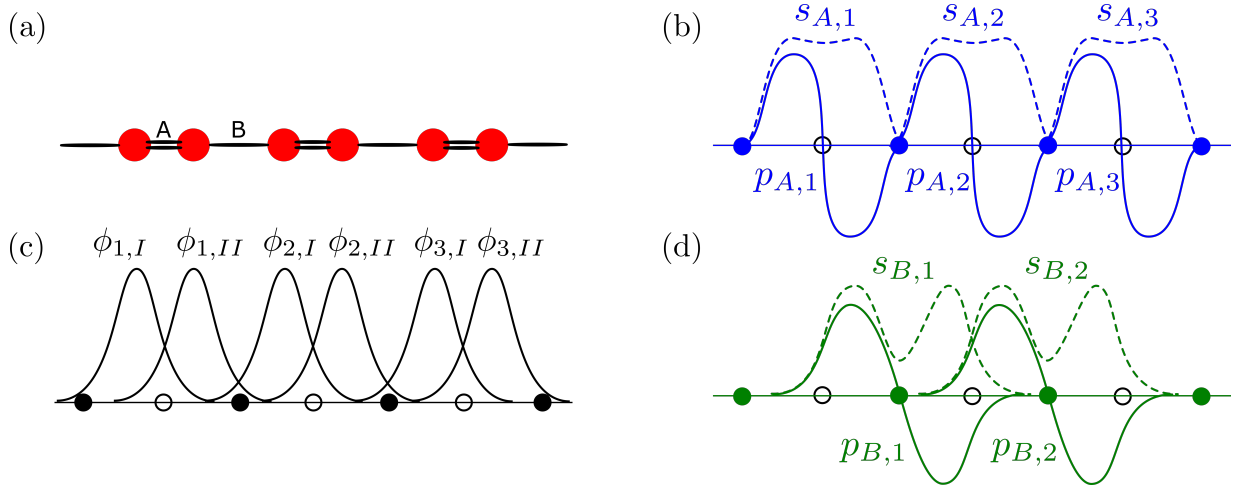 (a)
A B
(b)
s_{A,1} s_{A,2} s_{A,3}
p_{A,1} p_{A,2} p_{A,3}
(c)
ϕ_{1,I} ϕ_{1,II} ϕ_{2,I} ϕ_{2,II} ϕ_{3,I} ϕ_{3,II}
(d)
s_{B,1} s_{B,2}
p_{B,1} p_{B,2}